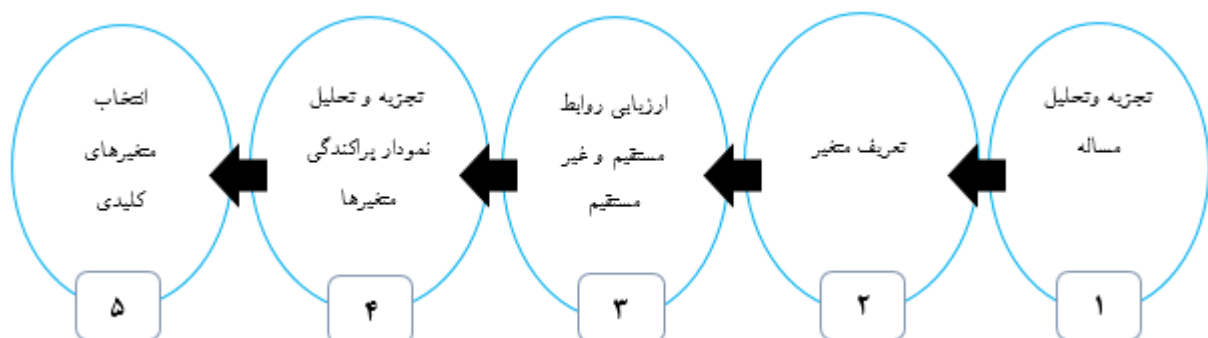 تجزیه وتحلیل
مساله
۱
تعریف متغیر
۲
ارزیابی روابط
مستقیم و غیر
مستقیم
۳
تجزیه و تحلیل
نمودار پراکندگی
متغیرها
۴
انتخاب
متغیرهای
کلیدی
۵